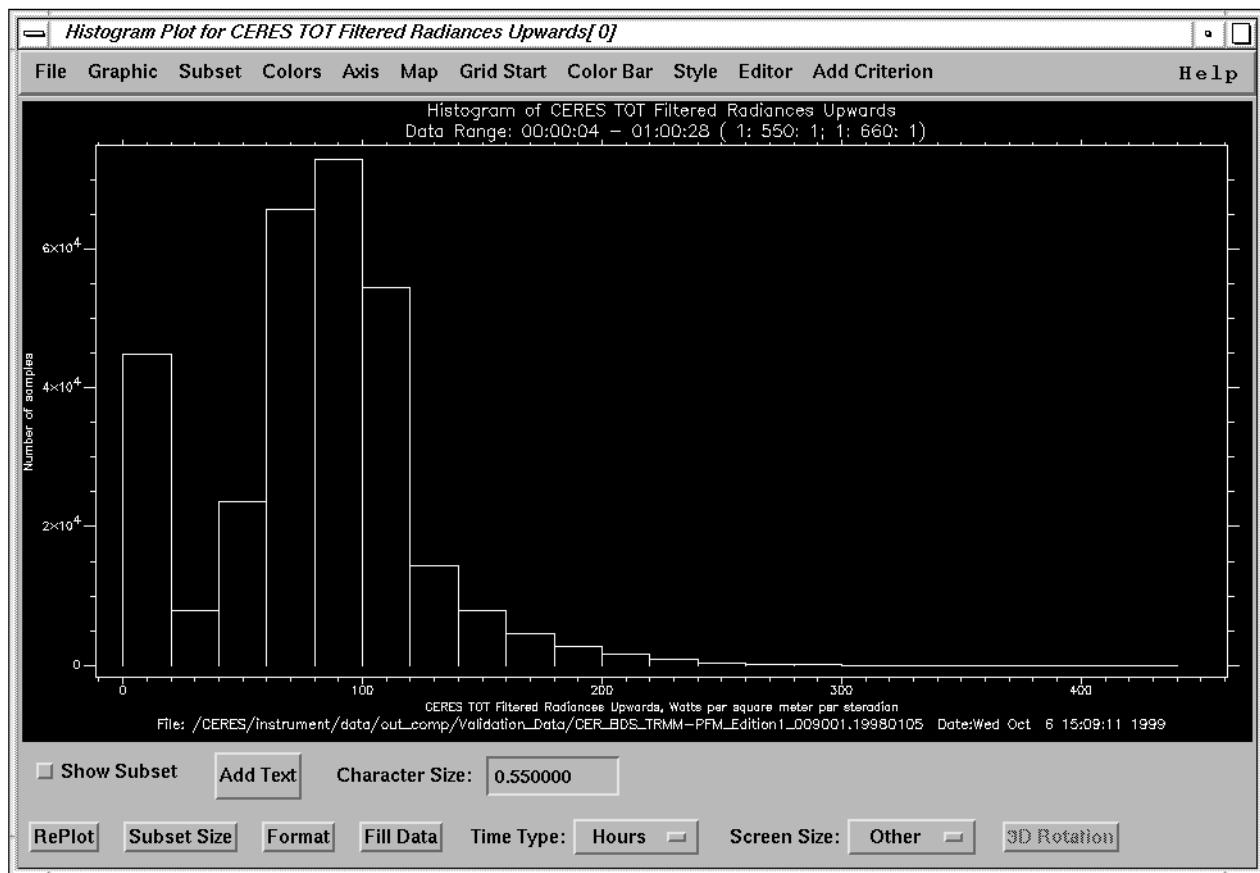 Histogram Plot for CERES TOT Filtered Radiances Upwards[ 0]
File Graphic Subset Colors Axis Map Grid Start Color Bar Style Editor Add Criterion Help
Histogram of CERES TOT Filtered Radiances Upwards
Data Range: 00:00:04 – 01:00:28 ( 1: 550: 1; 1: 660: 1)
6×10⁴
4×10⁴
2×10⁴
0
Number of samples
0 100 200 300 400
CERES TOT Filtered Radiances Upwards, Watts per square meter per steradian
File: /CERES/instrument/data/out_comp/Validation_Data/CER_BDS_TRMM-PFM_Edition1_009001.19980105 Date:Wed Oct 6 15:09:11 1999
Show Subset Add Text Character Size: 0.550000
RePlot Subset Size Format Fill Data Time Type: Hours Screen Size: Other 3D Rotation